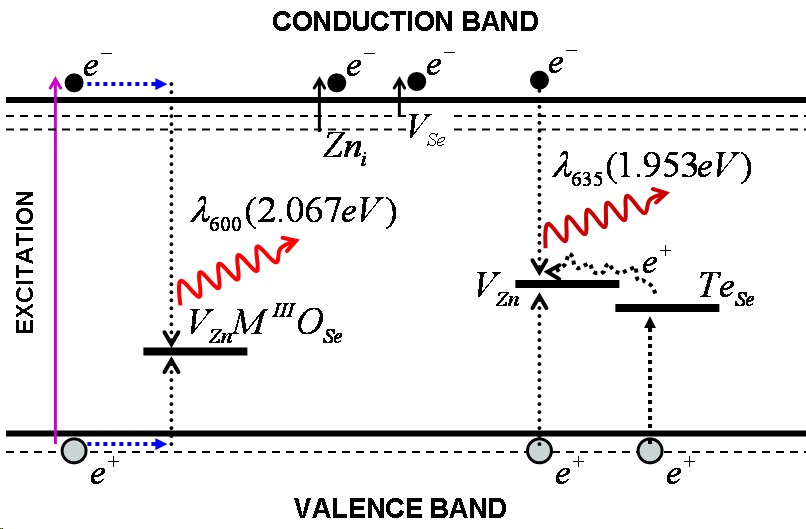 CONDUCTION BAND
e⁻ e⁻ e⁻ e⁻
Zn_i V_Se
λ₆₃₅(1.953eV)
λ₆₀₀(2.067eV)
EXCITATION
e⁺
V_Zn Te_Se
V_Zn M^III O_Se
e⁺ e⁺ e⁺
VALENCE BAND